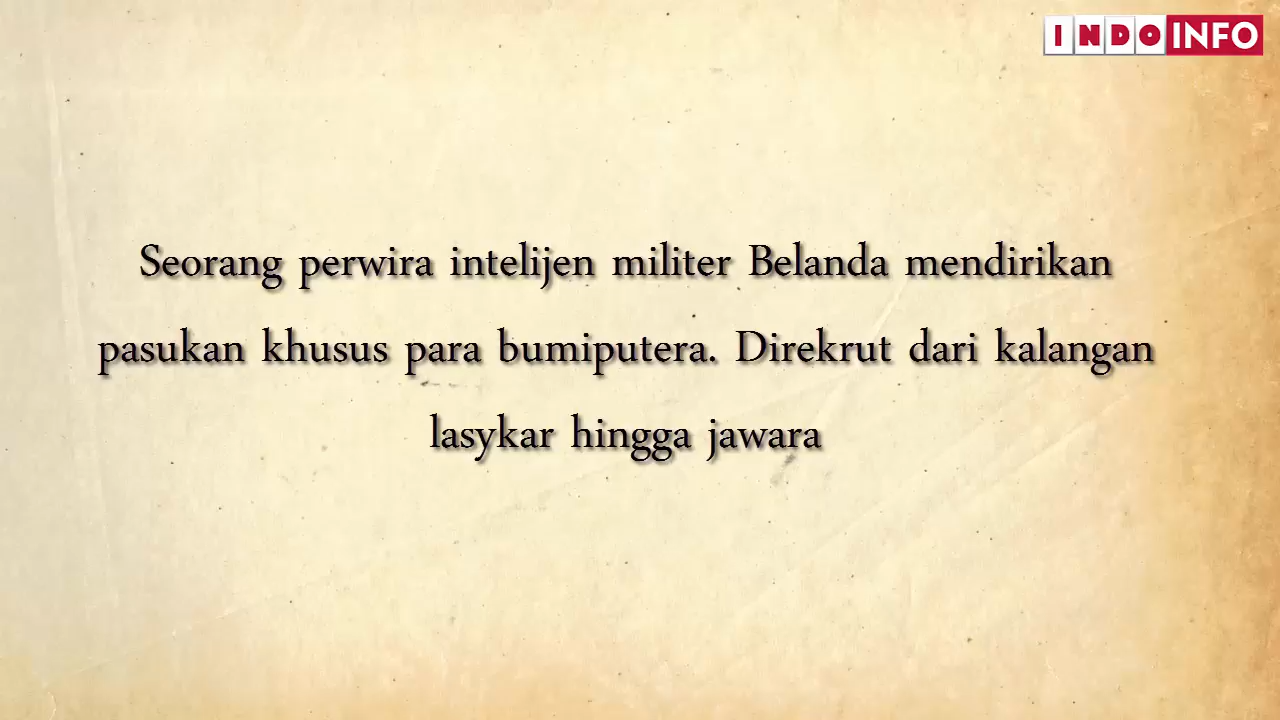 INDOINFO
Seorang perwira intelijen militer Belanda mendirikan
pasukan khusus para bumiputera. Direkrut dari kalangan
lasykar hingga jawara